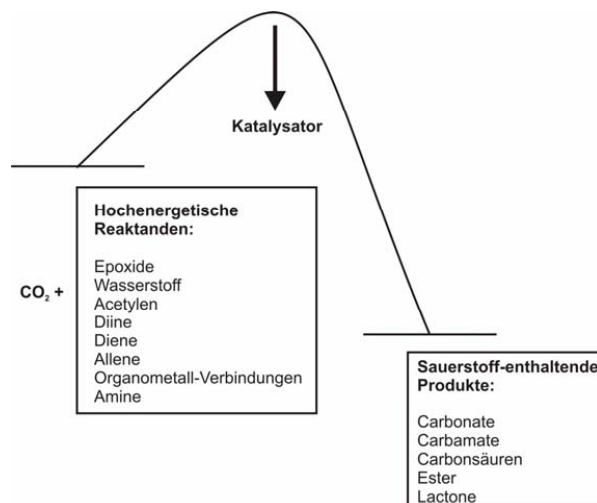 Katalysator
Hochenergetische
Reaktanden:
Epoxide
Wasserstoff
Acetylen
Diine
Diene
Allene
Organometall-Verbindungen
Amine
CO₂ +
Sauerstoff-enthaltende
Produkte:
Carbonate
Carbamate
Carbonsäuren
Ester
Lactone